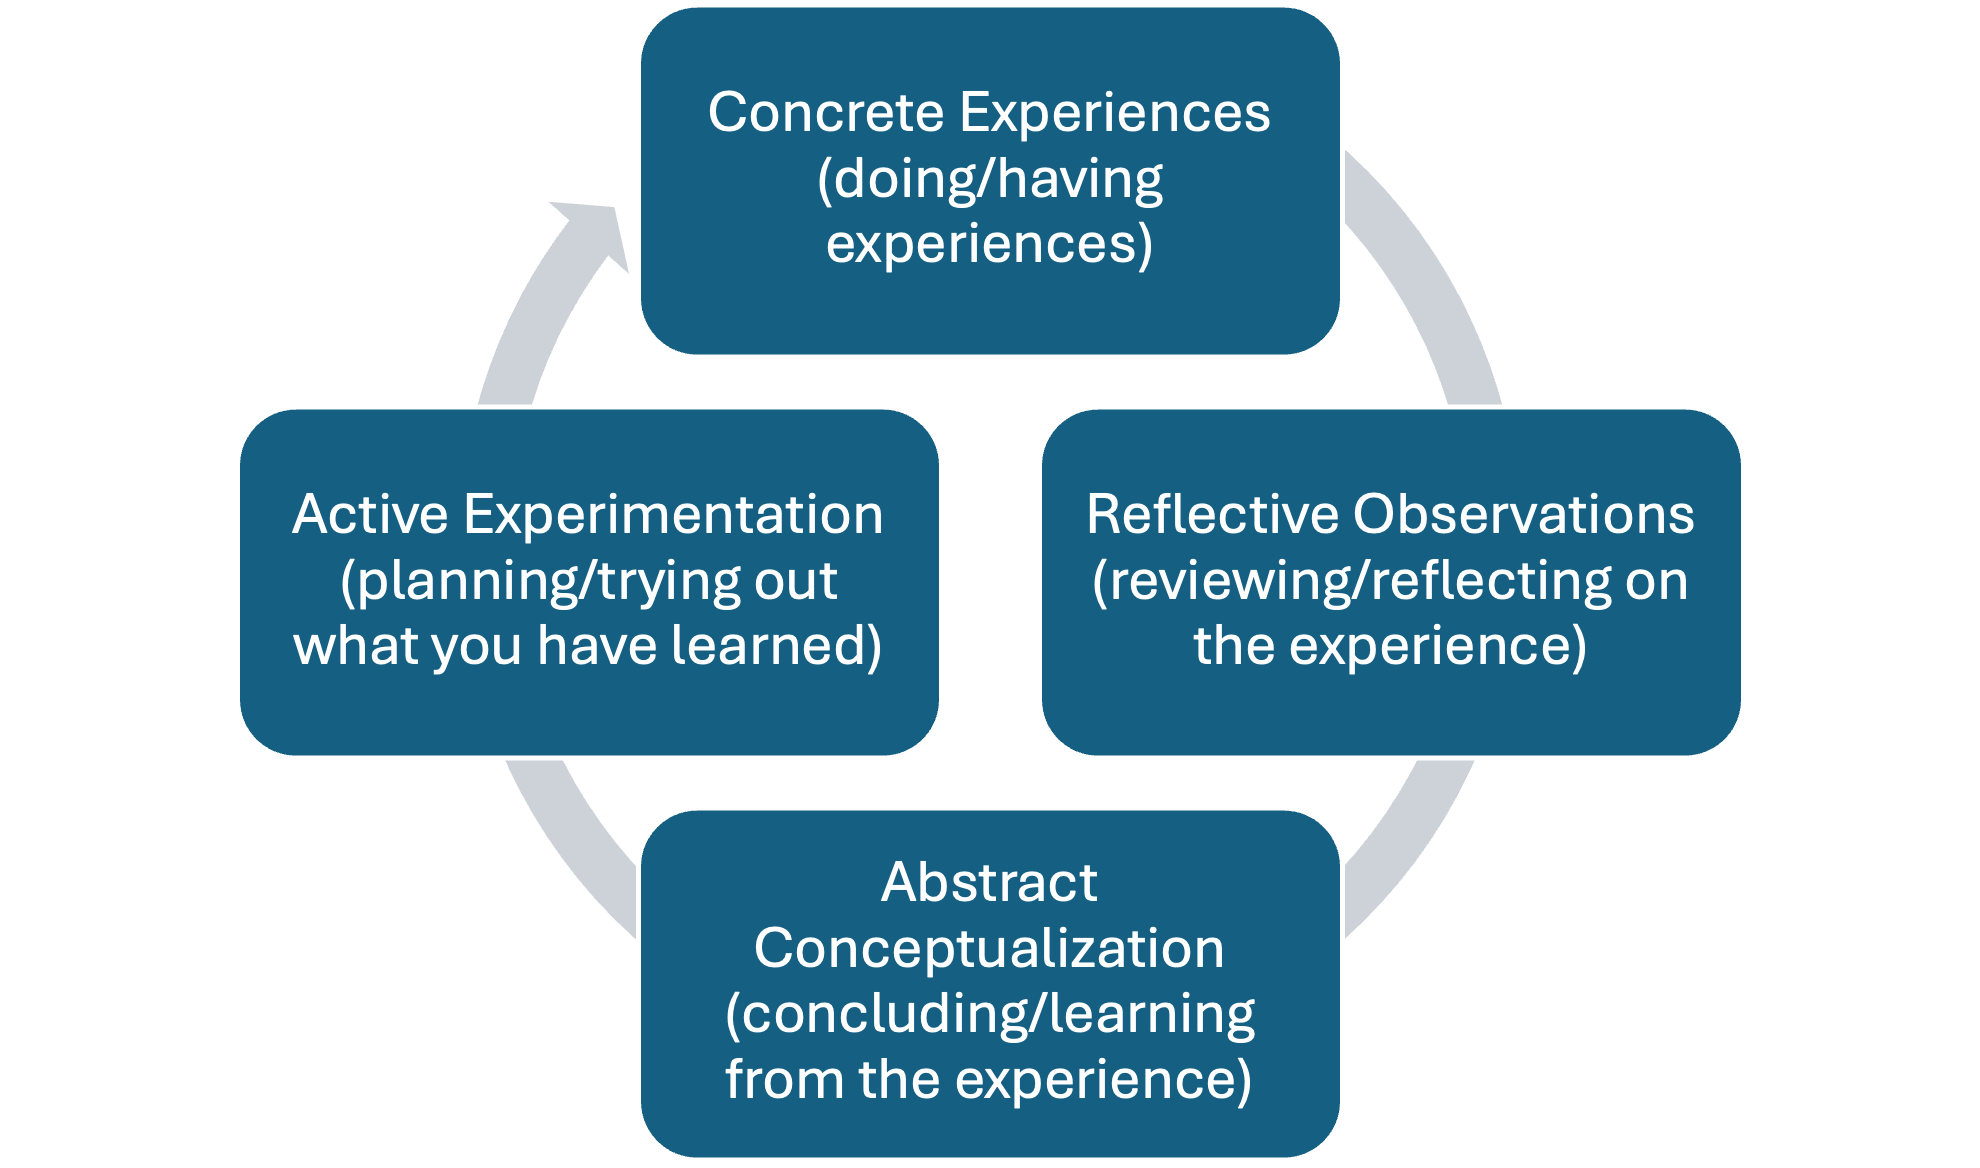 Concrete Experiences
(doing/having
experiences)
Reflective Observations
(reviewing/reflecting on
the experience)
Abstract
Conceptualization
(concluding/learning
from the experience)
Active Experimentation
(planning/trying out
what you have learned)